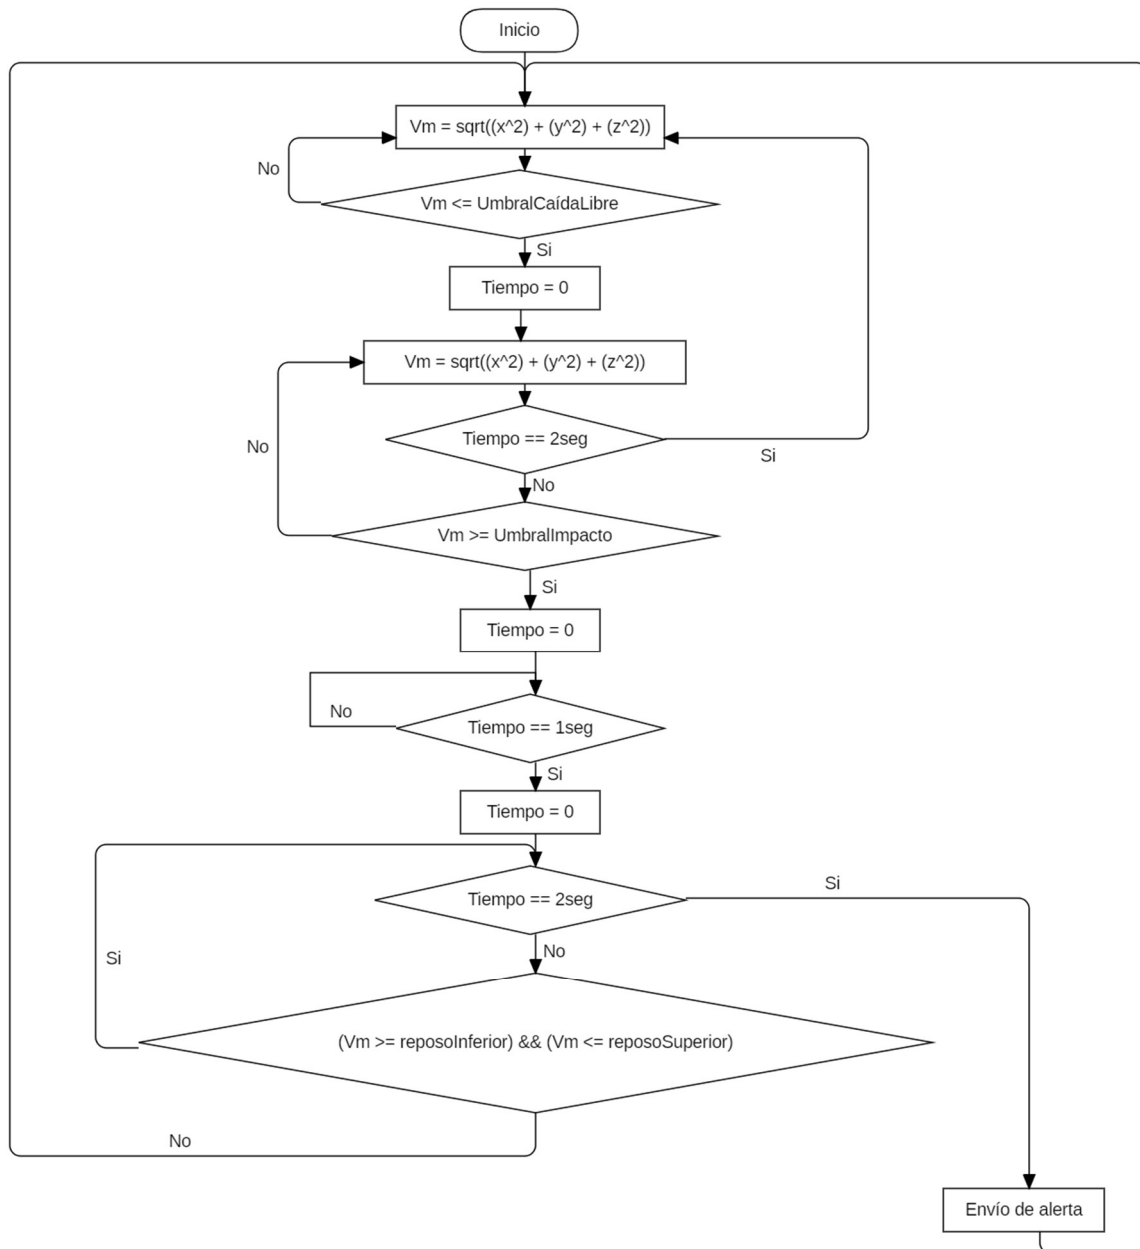 Inicio
Vm = sqrt((x^2) + (y^2) + (z^2))
No
Vm <= UmbralCaídaLibre
Si
Tiempo = 0
Vm = sqrt((x^2) + (y^2) + (z^2))
No
Tiempo == 2seg
Si
No
Vm >= UmbralImpacto
Si
Tiempo = 0
No
Tiempo == 1seg
Si
Tiempo = 0
Si
Tiempo == 2seg
No
Si
(Vm >= reposoInferior) && (Vm <= reposoSuperior)
No
Envío de alerta